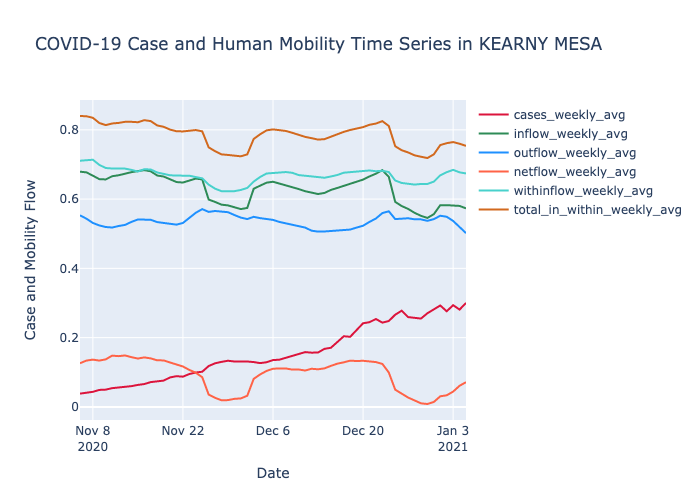 COVID-19 Case and Human Mobility Time Series in KEARNY MESA
cases_weekly_avg
inflow_weekly_avg
outflow_weekly_avg
netflow_weekly_avg
withinflow_weekly_avg
total_in_within_weekly_avg
Case and Mobility Flow
0.8
0.6
0.4
0.2
0
Nov 8
2020
Nov 22
Dec 6
Dec 20
Jan 3
2021
Date